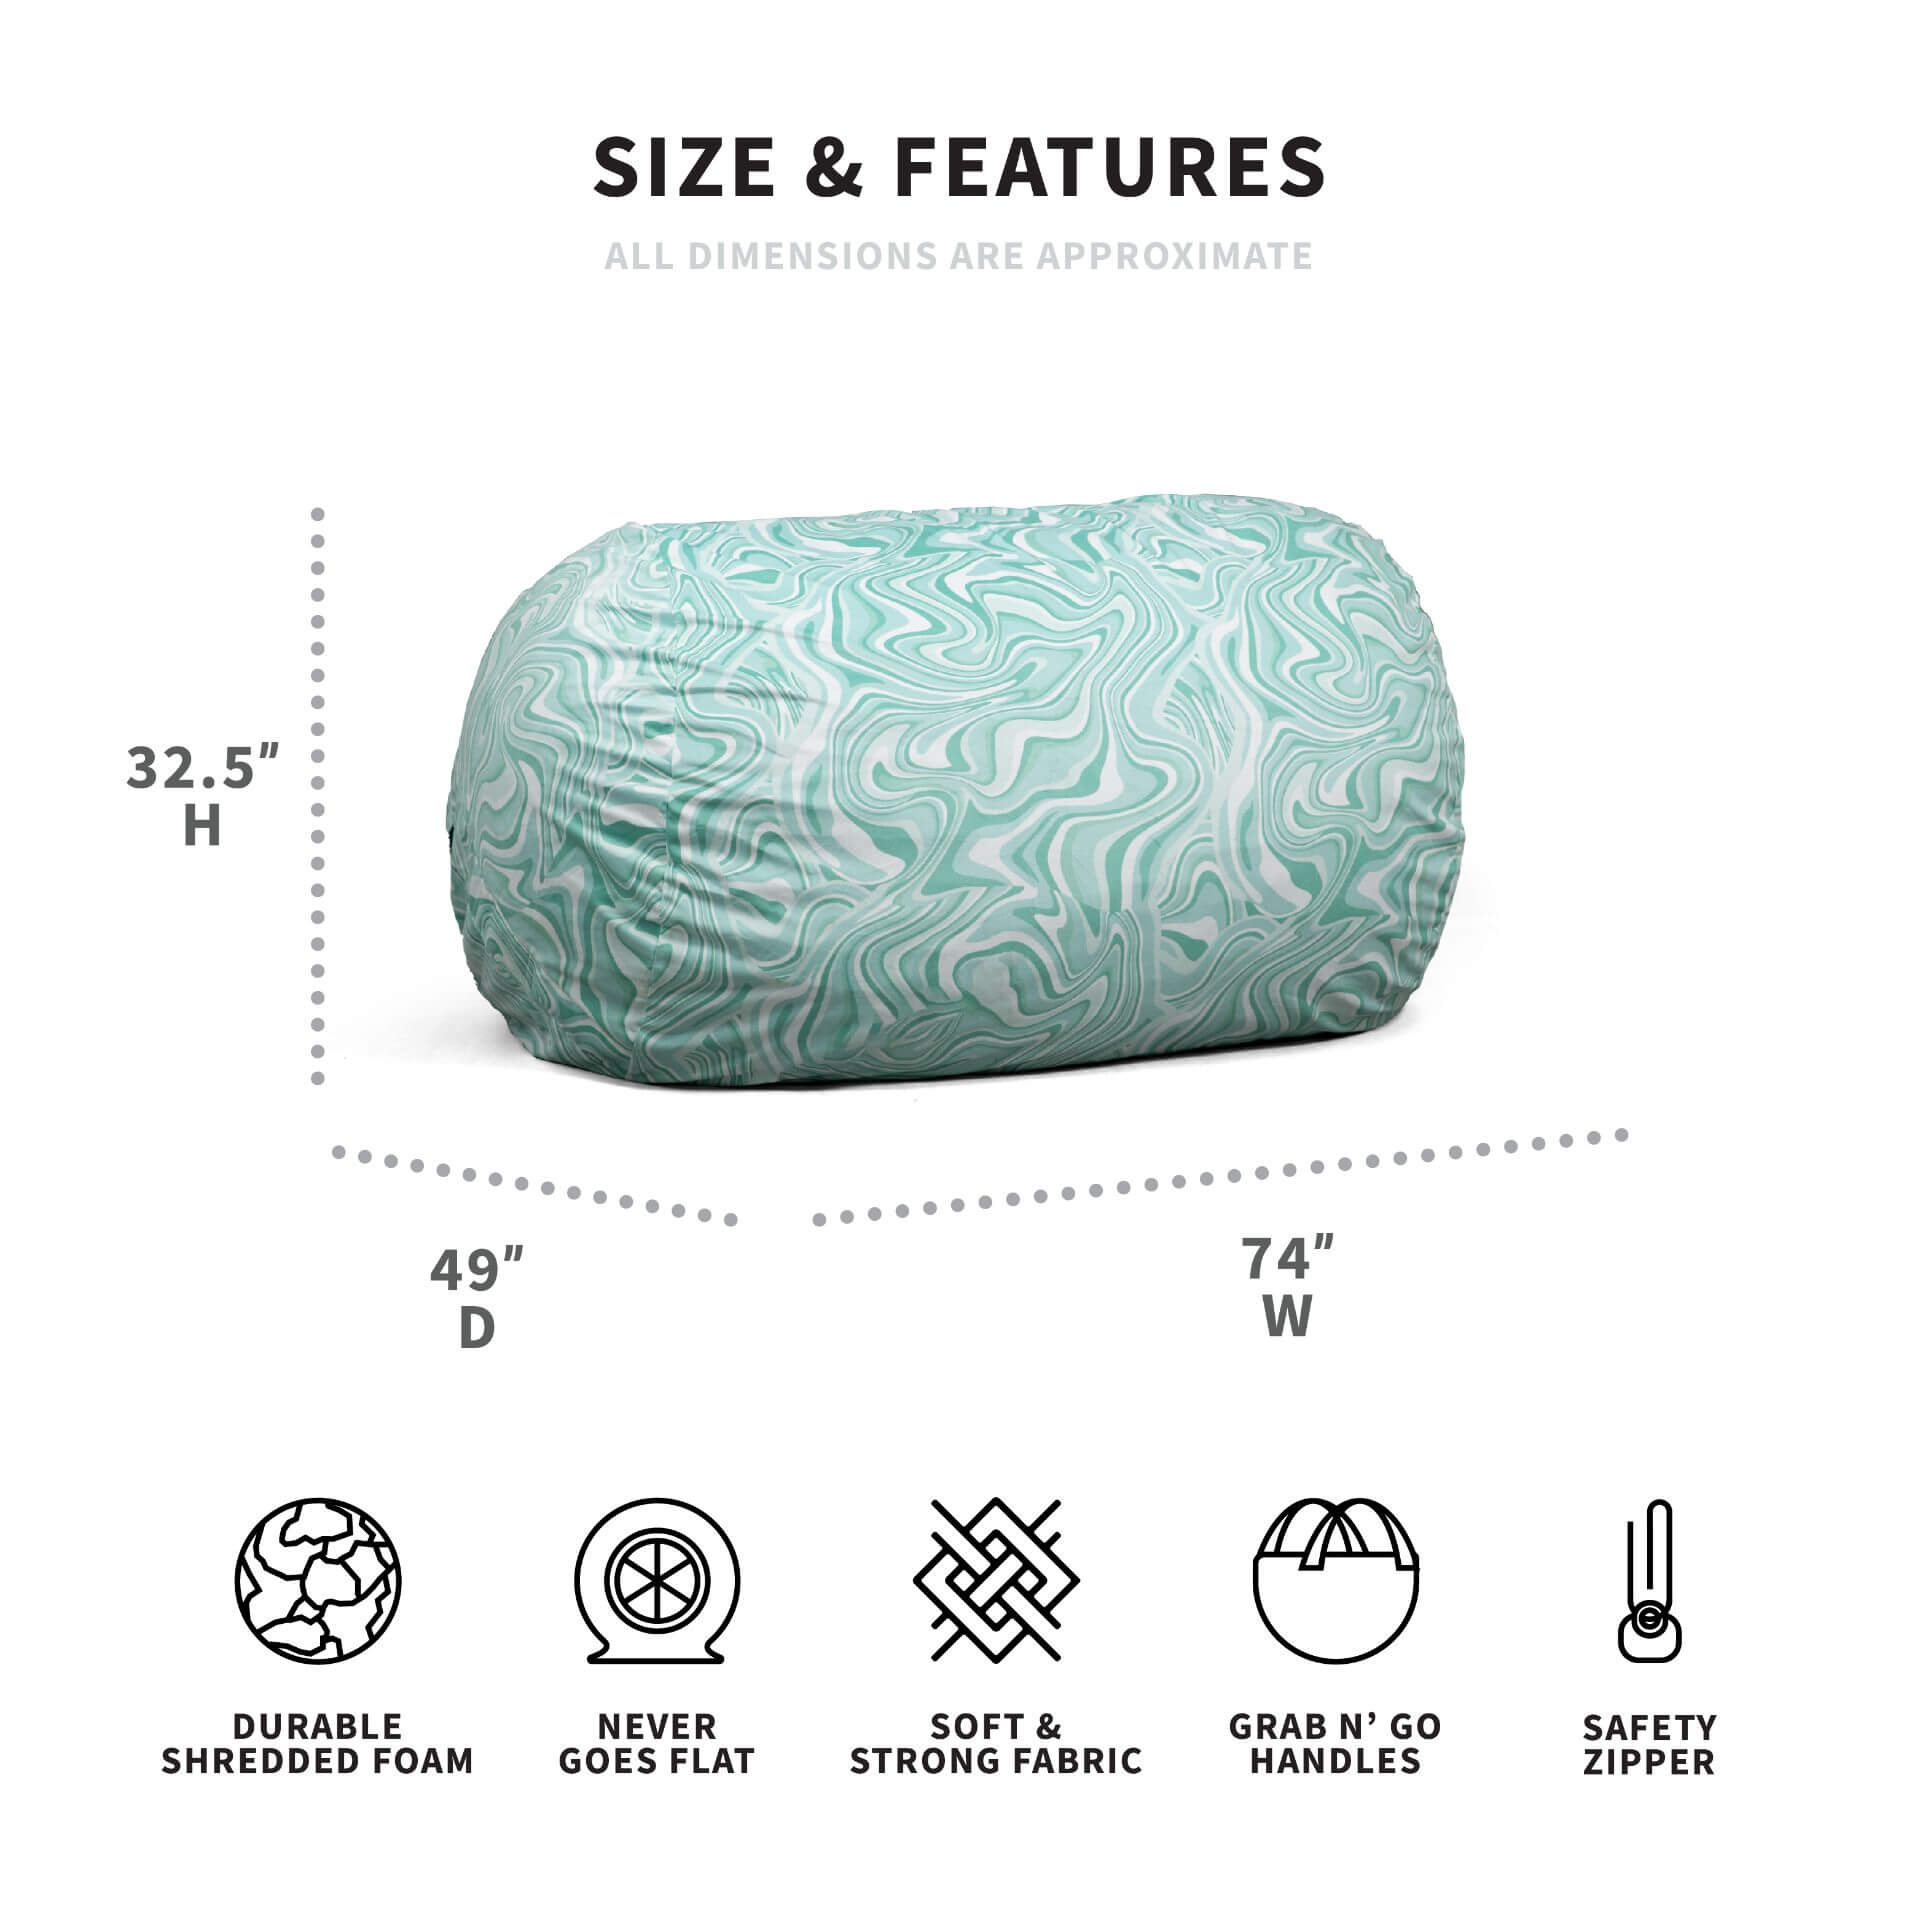 SIZE & FEATURES
ALL DIMENSIONS ARE APPROXIMATE
32.5"
H
49"
D
74"
W
DURABLE
SHREDDED FOAM
NEVER
GOES FLAT
SOFT &
STRONG FABRIC
GRAB N’ GO
HANDLES
SAFETY
ZIPPER